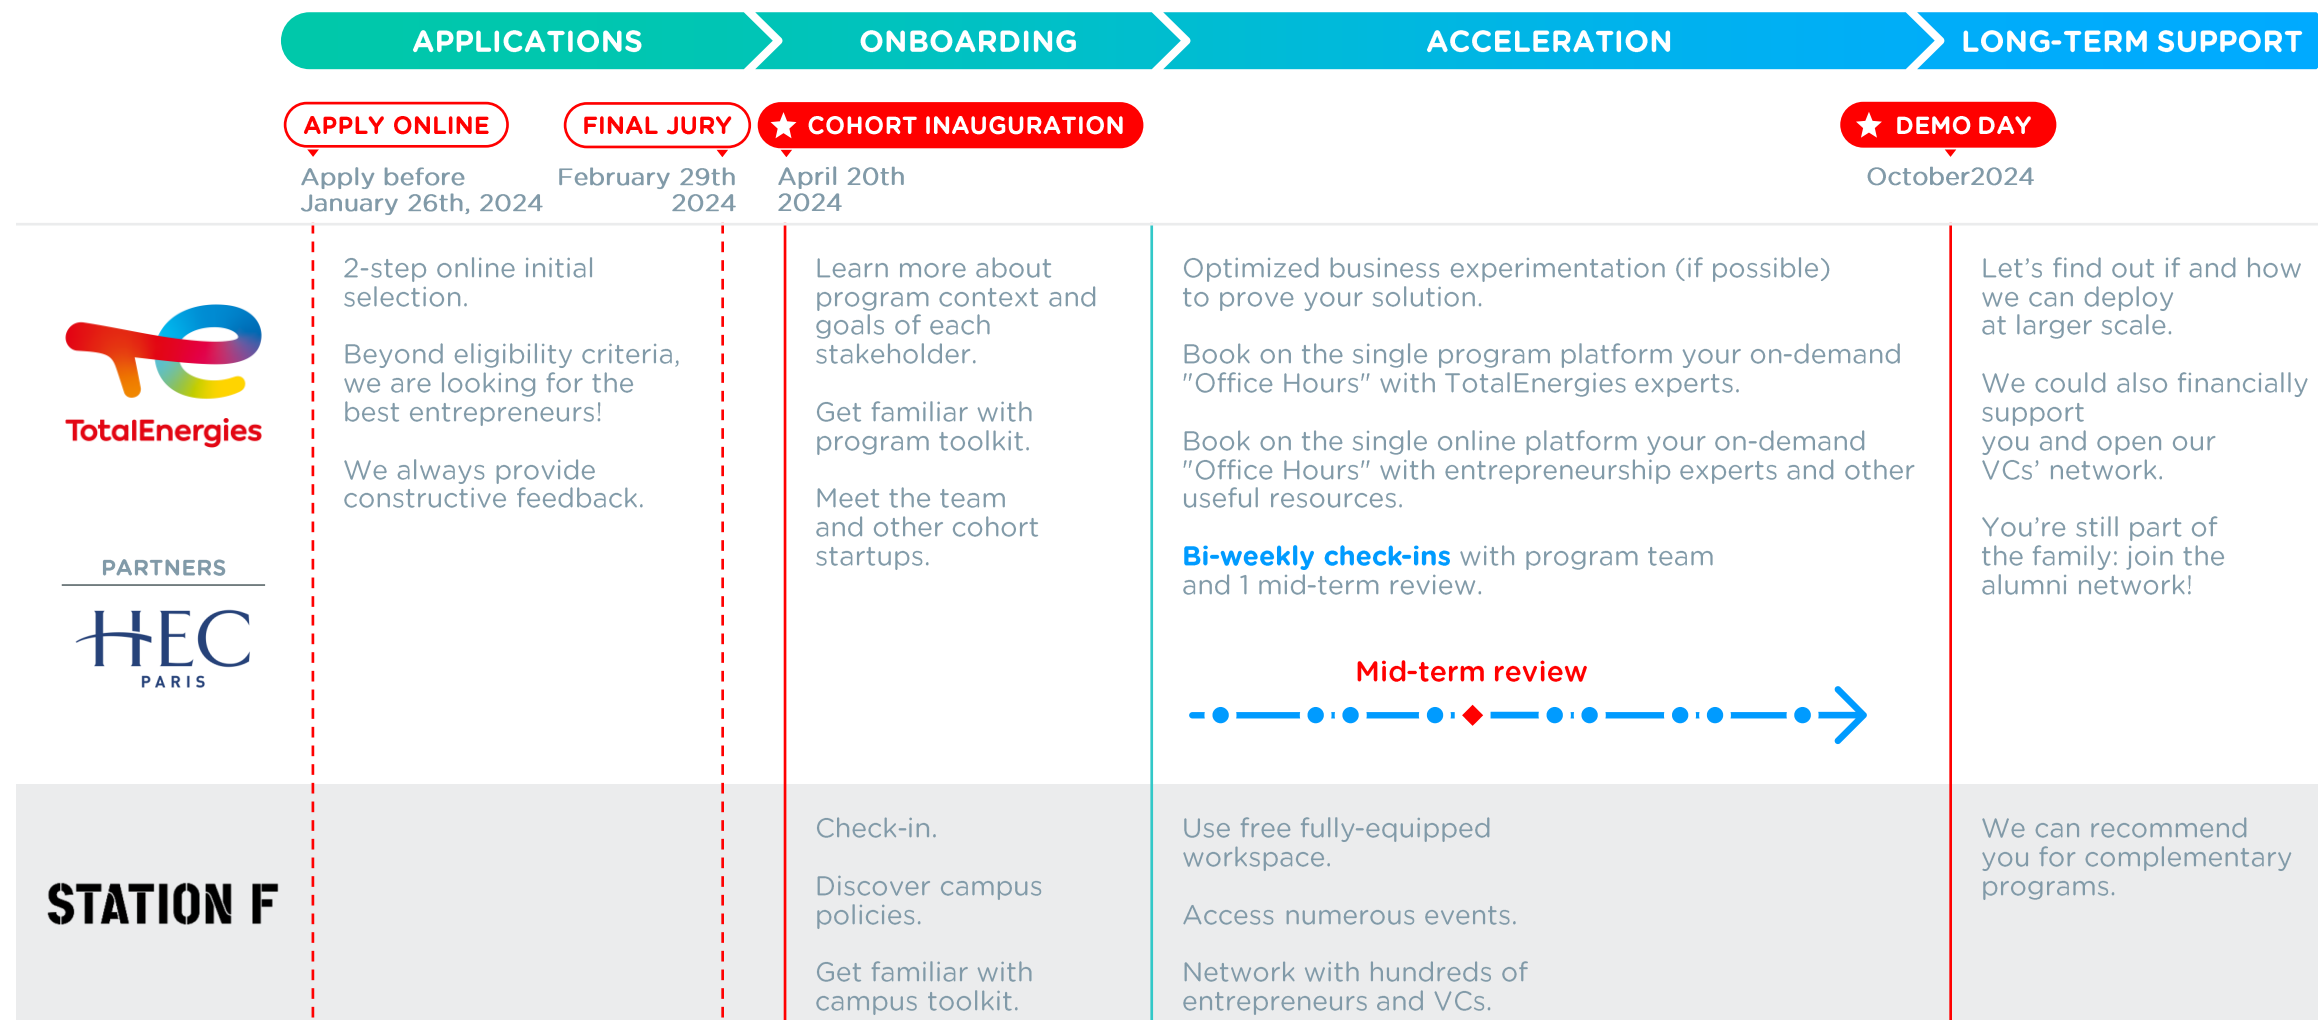 APPLICATIONS
ONBOARDING
ACCELERATION
LONG-TERM SUPPORT
APPLY ONLINE
FINAL JURY
COHORT INAUGURATION
DEMO DAY
Apply before
January 26th, 2024
February 29th
2024
April 20th
2024
October2024
TotalEnergies
PARTNERS
HEC
PARIS
2-step online initial
selection.
Beyond eligibility criteria,
we are looking for the
best entrepreneurs!
We always provide
constructive feedback.
Learn more about
program context and
goals of each
stakeholder.
Get familiar with
program toolkit.
Meet the team
and other cohort
startups.
Optimized business experimentation (if possible)
to prove your solution.
Book on the single program platform your on-demand
"Office Hours" with TotalEnergies experts.
Book on the single online platform your on-demand
"Office Hours" with entrepreneurship experts and other
useful resources.
Bi-weekly check-ins with program team
and 1 mid-term review.
Mid-term review
Let’s find out if and how
we can deploy
at larger scale.
We could also financially
support
you and open our
VCs’ network.
You’re still part of
the family: join the
alumni network!
STATION F
Check-in.
Discover campus
policies.
Get familiar with
campus toolkit.
Use free fully-equipped
workspace.
Access numerous events.
Network with hundreds of
entrepreneurs and VCs.
We can recommend
you for complementary
programs.